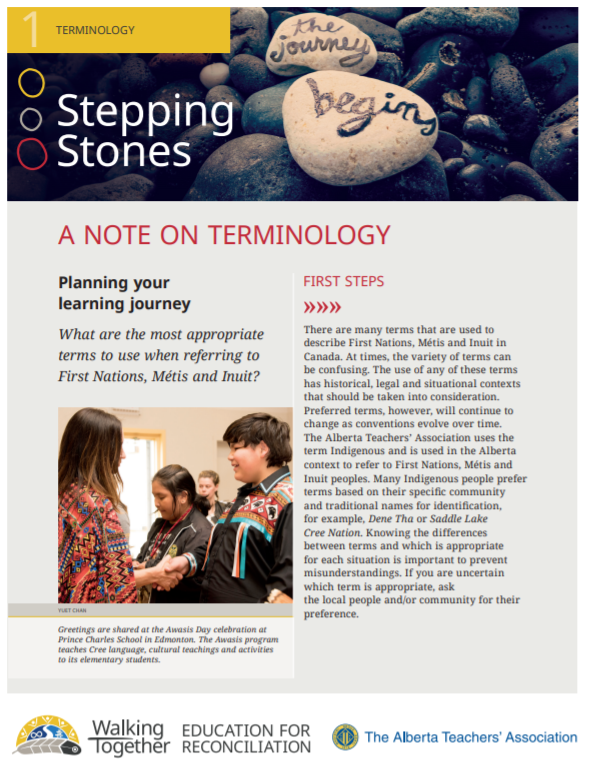 1
TERMINOLOGY
the
journey
begins
Stepping
Stones
A NOTE ON TERMINOLOGY
Planning your
learning journey
What are the most appropriate
terms to use when referring to
First Nations, Métis and Inuit?
YUET CHAN
Greetings are shared at the Awasis Day celebration at
Prince Charles School in Edmonton. The Awasis program
teaches Cree language, cultural teachings and activities
to its elementary students.
FIRST STEPS
»»»
There are many terms that are used to
describe First Nations, Métis and Inuit in
Canada. At times, the variety of terms can
be confusing. The use of any of these terms
has historical, legal and situational contexts
that should be taken into consideration.
Preferred terms, however, will continue to
change as conventions evolve over time.
The Alberta Teachers’ Association uses the
term Indigenous and is used in the Alberta
context to refer to First Nations, Métis and
Inuit peoples. Many Indigenous people prefer
terms based on their specific community
and traditional names for identification,
for example, Dene Tha or Saddle Lake
Cree Nation. Knowing the differences
between terms and which is appropriate
for each situation is important to prevent
misunderstandings. If you are uncertain
which term is appropriate, ask
the local people and/or community for their
preference.
Walking
Together
EDUCATION FOR
RECONCILIATION
The Alberta Teachers’ Association